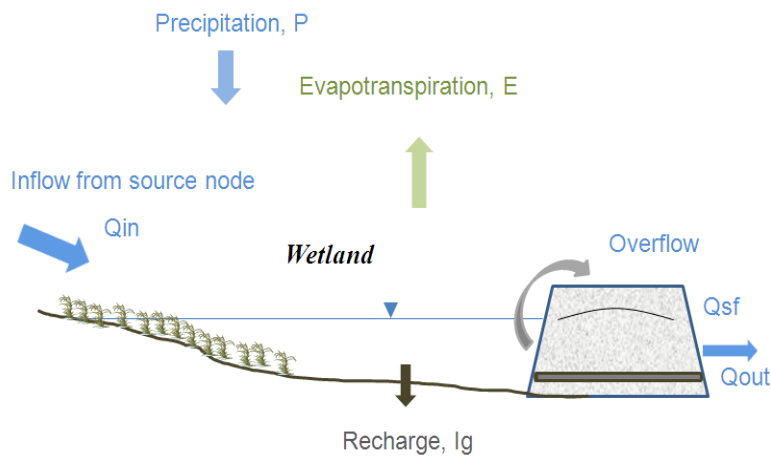 Precipitation, P
Evapotranspiration, E
Inflow from source node
Qin
Wetland
Overflow
Qsf
Qout
Recharge, Ig